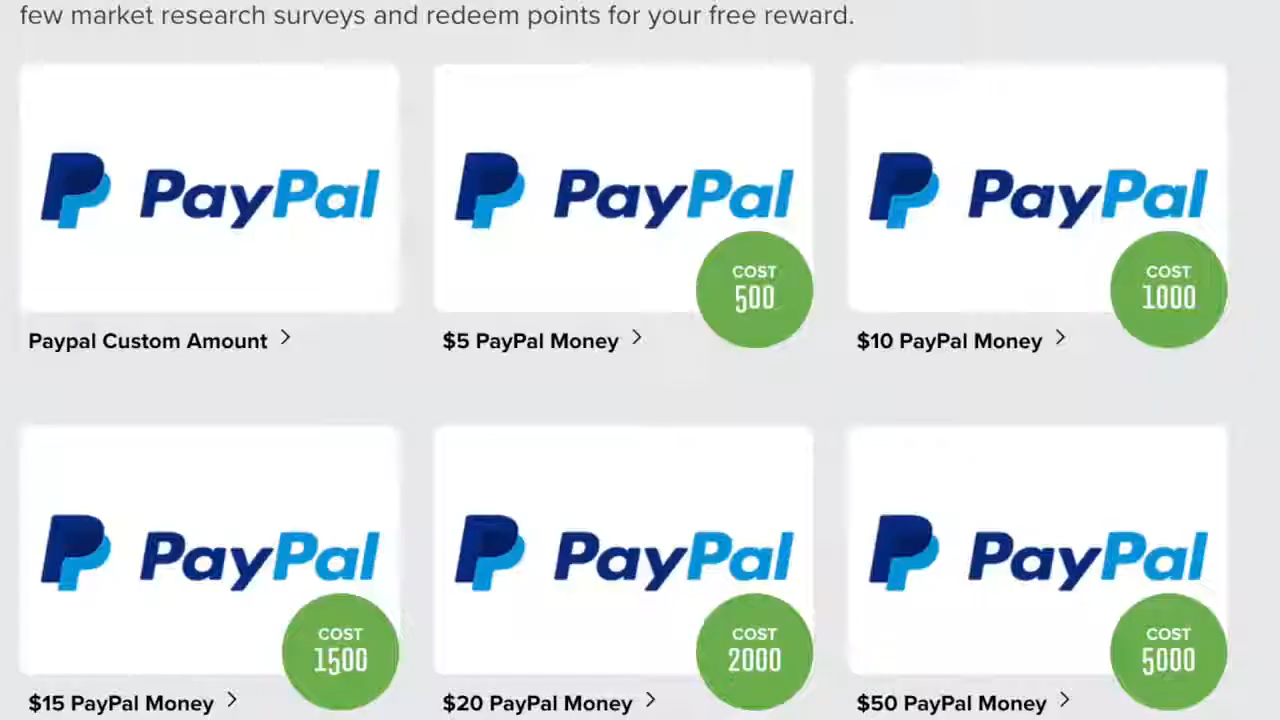 few market research surveys and redeem points for your free reward.
PayPal
PayPal
PayPal
COST
500
COST
1000
Paypal Custom Amount
$5 PayPal Money
$10 PayPal Money
PayPal
PayPal
PayPal
COST
1500
COST
2000
COST
5000
$15 PayPal Money
$20 PayPal Money
$50 PayPal Money